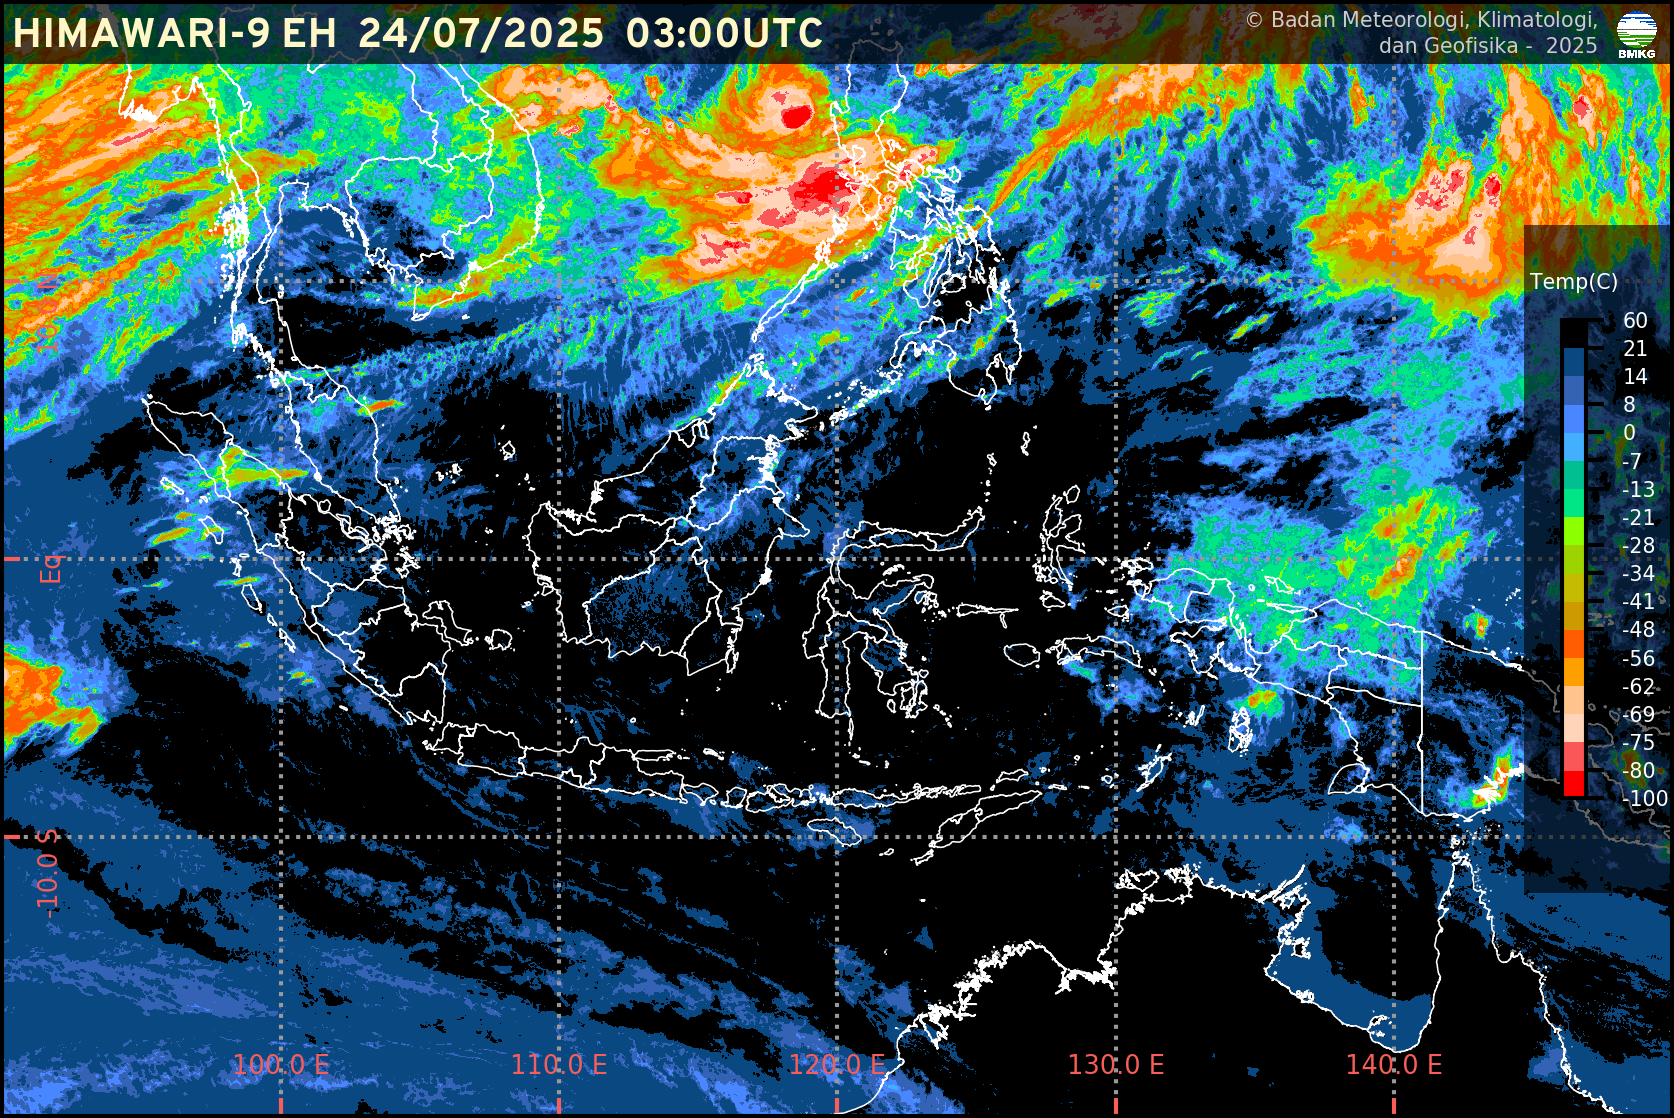 HIMAWARI-9 EH 24/07/2025 03:00UTC
© Badan Meteorologi, Klimatologi,
dan Geofisika - 2025
BMKG
Temp(C)
60
21
14
8
0
-7
-13
-21
-28
-34
-41
-48
-56
-62
-69
-75
-80
-100
Eq
-10.0 S
100.0 E
110.0 E
120.0 E
130.0 E
140.0 E